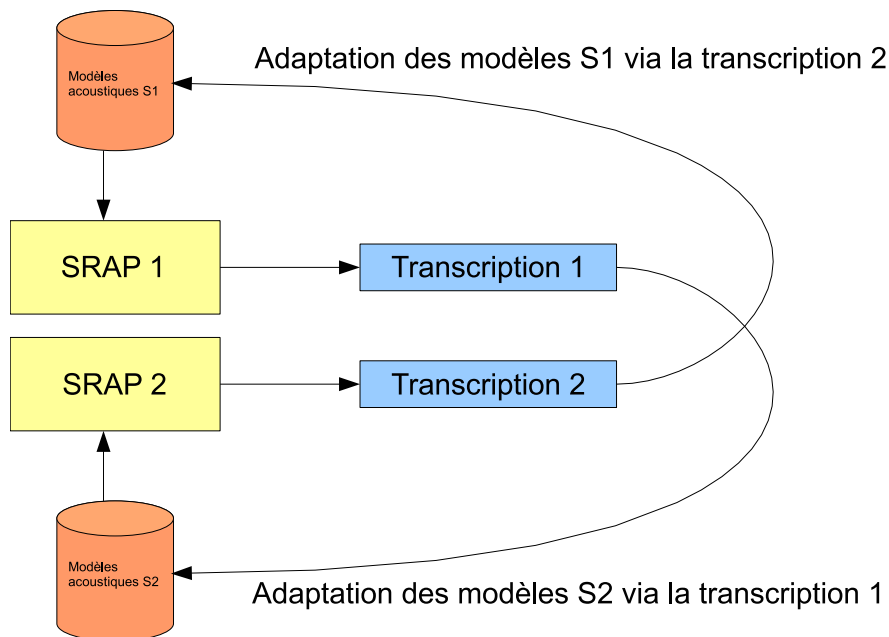 Modèles
acoustiques S1
Adaptation des modèles S1 via la transcription 2
SRAP 1
Transcription 1
SRAP 2
Transcription 2
Modèles
acoustiques S2
Adaptation des modèles S2 via la transcription 1